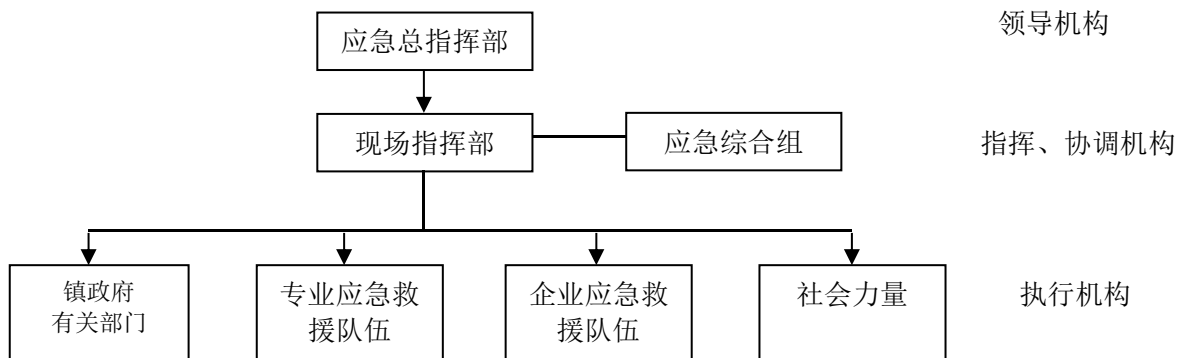 应急总指挥部
领导机构
现场指挥部
应急综合组
指挥、协调机构
镇政府
有关部门
专业应急救
援队伍
企业应急救
援队伍
社会力量
执行机构